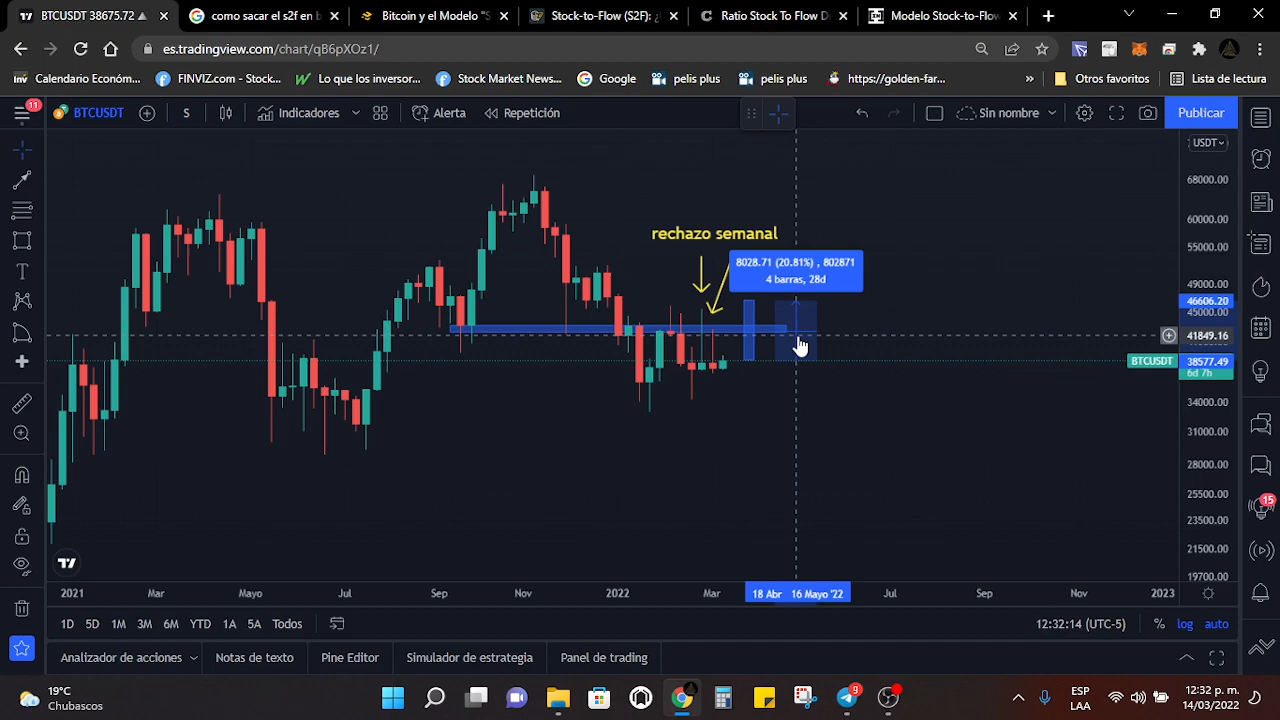 BTCUSDT 38675.7 ▲
como sacar el s2f en b
Bitcoin y el Modelo "S
Stock-to-Flow (S2F): ¿
Ratio Stock To Flow D
Modelo Stock-to-Flow
es.tradingview.com/chart/qB6pXOz1/
Calendario Económ...
FINVIZ.com - Stock...
Lo que los inversor...
Stock Market News...
Google
pelis plus
pelis plus
https://golden-far...
»
Otros favoritos
Lista de lectura
11
BTCUSDT
S
Indicadores
Alerta
Repetición
Sin nombre
Publicar
USDT
rechazo semanal
8028.71 (20.81%) , 802871
4 barras, 28d
68000.00
60000.00
55000.00
49000.00
46606.20
45000.00
41849.16
BTCUSDT
38577.49
6d 7h
34000.00
31000.00
28000.00
25500.00
23500.00
21500.00
19700.00
15
2021
Mar
Mayo
Jul
Sep
Nov
2022
Mar
18 Abr
16 Mayo '22
Jul
Sep
Nov
2023
1D
5D
1M
3M
6M
YTD
1A
5A
Todos
12:32:14 (UTC-5)
%
log
auto
Analizador de acciones
Notas de texto
Pine Editor
Simulador de estrategia
Panel de trading
19°C
Chubascos
9
ESP
LAA
12:32 p. m.
14/03/2022